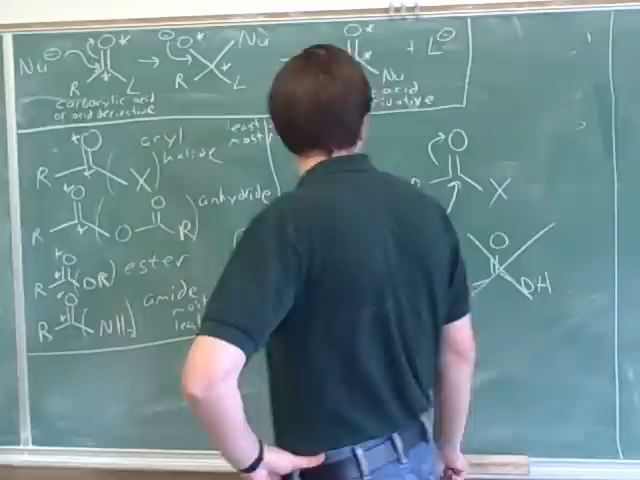 Nu⊖ O* → ⊖O* Nu O* + L⊖
R L R L Nu
carboxylic acid acid
or acid derivative derivative
O acyl least
R X halide most
O O anhydride
R O R
O ester
R OR
O amide most
R NH₂ least
O
X
O
OH